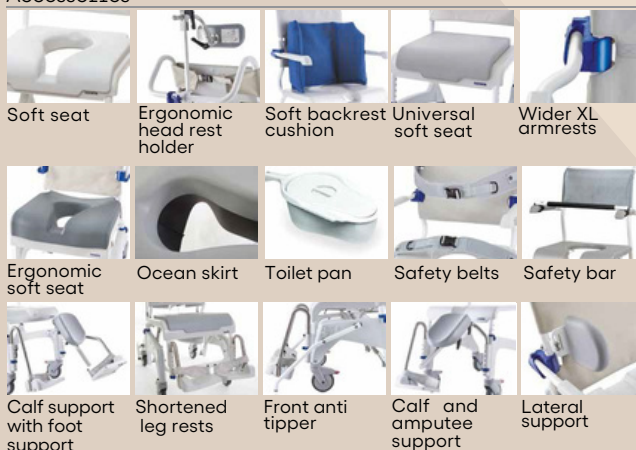 Accessories
Soft seat
Ergonomic
head rest
holder
Soft backrest
cushion
Universal
soft seat
Wider XL
armrests
Ergonomic
soft seat
Ocean skirt
Toilet pan
Safety belts
Safety bar
Calf support
with foot
support
Shortened
leg rests
Front anti
tipper
Calf and
amputee
support
Lateral
support